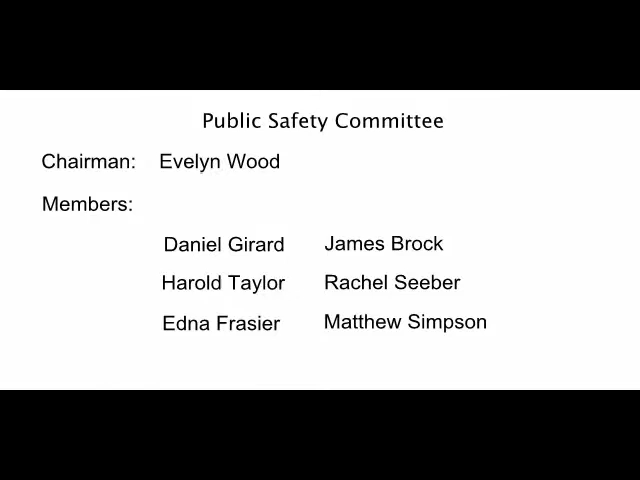 Public Safety Committee
Chairman: Evelyn Wood
Members:
Daniel Girard James Brock
Harold Taylor Rachel Seeber
Edna Frasier Matthew Simpson